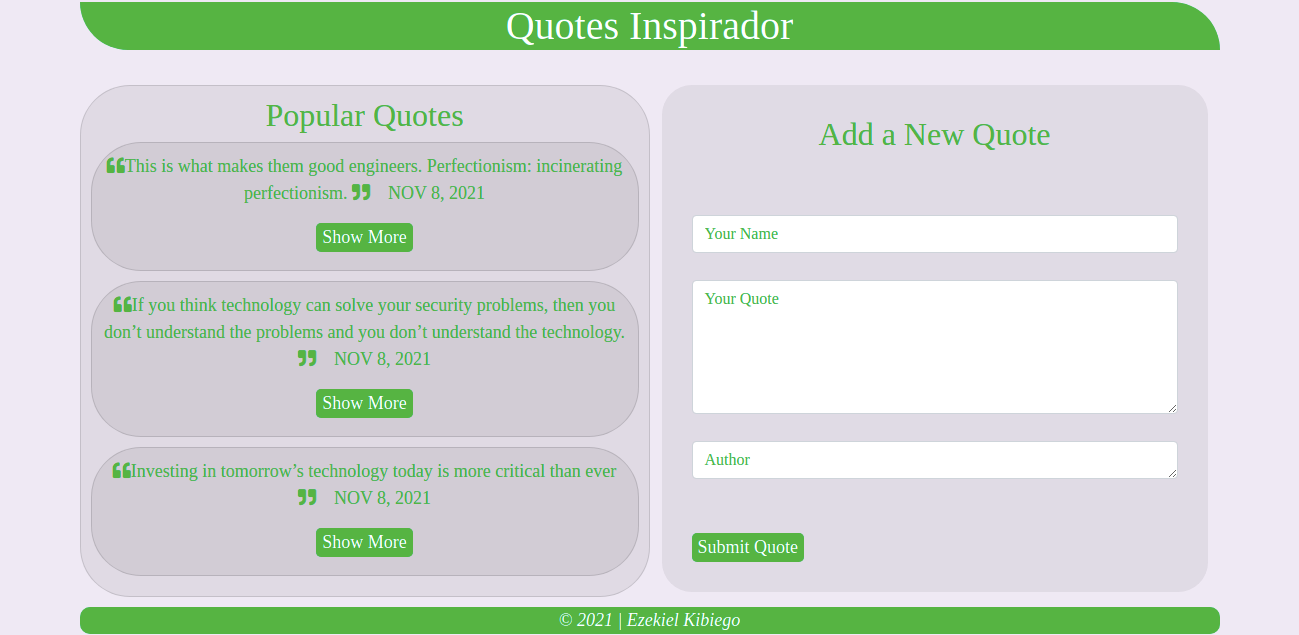 Quotes Inspirador
Popular Quotes
❝This is what makes them good engineers. Perfectionism: incinerating
perfectionism. ❞ NOV 8, 2021
Show More
❝If you think technology can solve your security problems, then you
don’t understand the problems and you don’t understand the technology.
❞ NOV 8, 2021
Show More
❝Investing in tomorrow’s technology today is more critical than ever
❞ NOV 8, 2021
Show More
Add a New Quote
Your Name
Your Quote
Author
Submit Quote
© 2021 | Ezekiel Kibiego